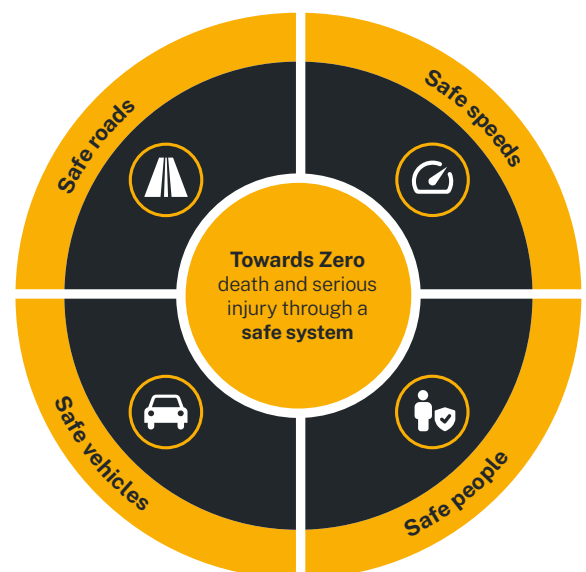 Safe roads
Safe speeds
Towards Zero
death and serious
injury through a
safe system
Safe vehicles
Safe people